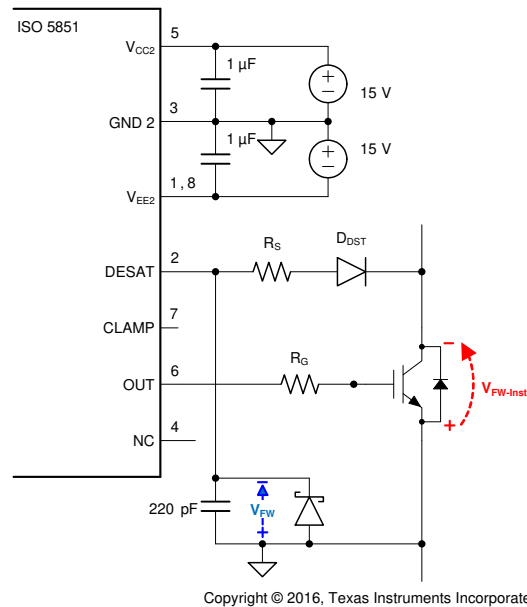 ISO 5851
5
VCC2
1 µF
+
−
15 V
3
GND 2
1 µF
+
−
15 V
1, 8
VEE2
RS
DDST
DESAT
2
CLAMP
7
−
RG
OUT
6
VFW-Inst
+
NC
4
220 pF
VFW
+
Copyright © 2016, Texas Instruments Incorporate